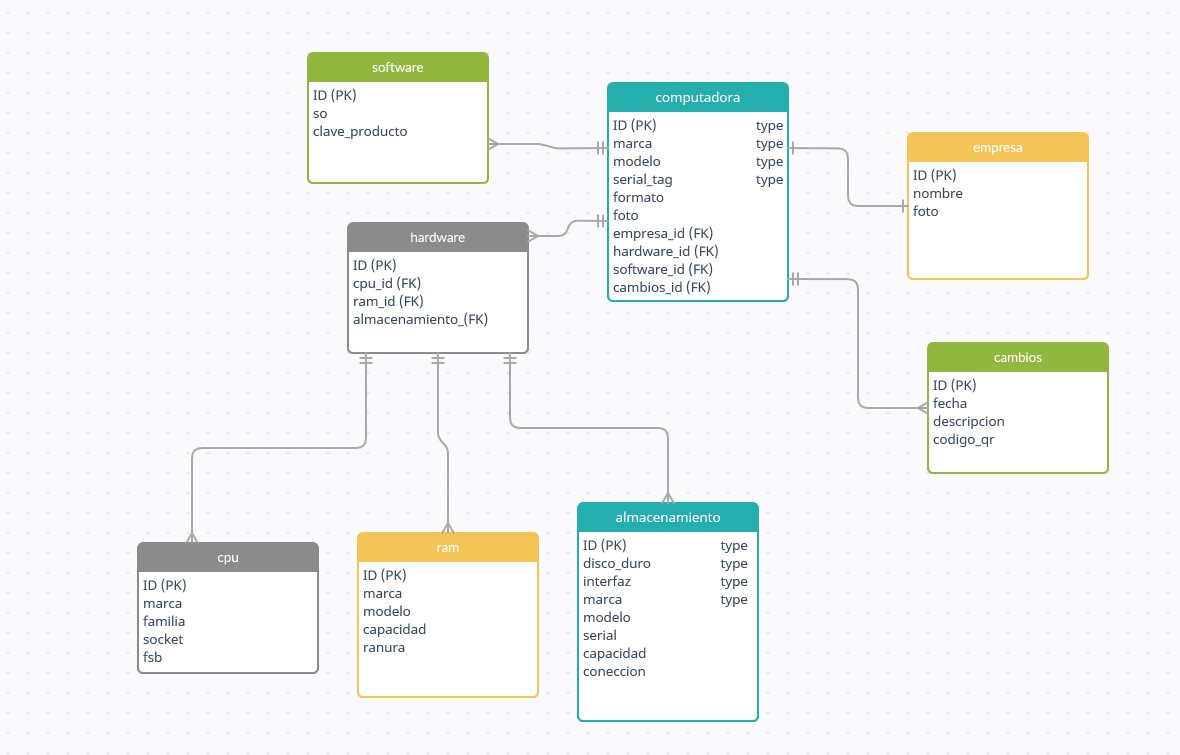 software
ID (PK)
so
clave_producto
computadora
ID (PK) type
marca type
modelo type
serial_tag type
formato
foto
empresa_id (FK)
hardware_id (FK)
software_id (FK)
cambios_id (FK)
empresa
ID (PK)
nombre
foto
hardware
ID (PK)
cpu_id (FK)
ram_id (FK)
almacenamiento_(FK)
cambios
ID (PK)
fecha
descripcion
codigo_qr
cpu
ID (PK)
marca
familia
socket
fsb
ram
ID (PK)
marca
modelo
capacidad
ranura
almacenamiento
ID (PK) type
disco_duro type
interfaz type
marca type
modelo
serial
capacidad
coneccion